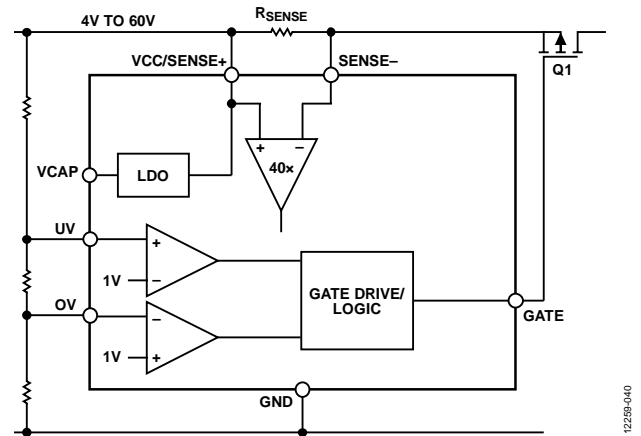 4V TO 60V
RSENSE
VCC/SENSE+
SENSE–
Q1
+
–
40×
VCAP
LDO
UV
+
1V
–
GATE DRIVE/
LOGIC
OV
–
1V
+
GATE
GND
12259-040